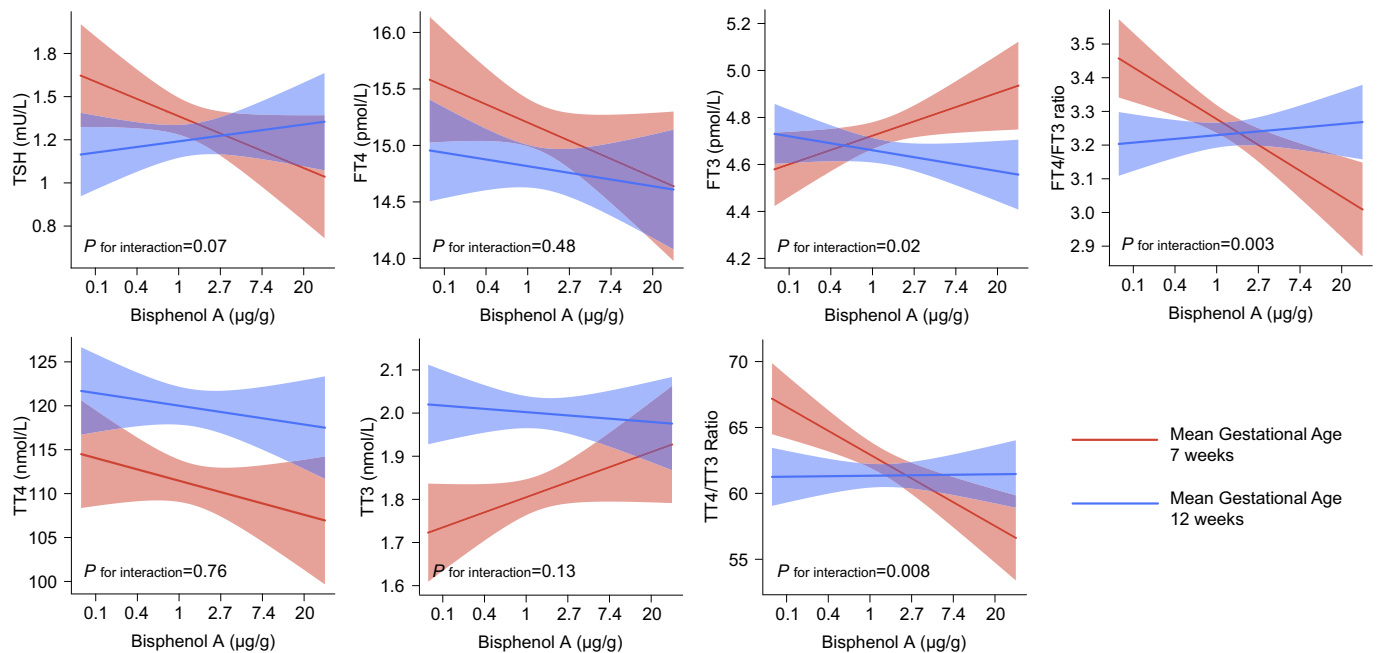 TSH (mU/L)
1.8
1.5
1.2
1
0.8
P for interaction=0.07
0.1 0.4 1 2.7 7.4 20
Bisphenol A (µg/g)
FT4 (pmol/L)
16.0
15.5
15.0
14.5
14.0
P for interaction=0.48
0.1 0.4 1 2.7 7.4 20
Bisphenol A (µg/g)
FT3 (pmol/L)
5.2
5.0
4.8
4.6
4.4
4.2
P for interaction=0.02
0.1 0.4 1 2.7 7.4 20
Bisphenol A (µg/g)
FT4/FT3 ratio
3.5
3.4
3.3
3.2
3.1
3.0
2.9
P for interaction=0.003
0.1 0.4 1 2.7 7.4 20
Bisphenol A (µg/g)
TT4 (nmol/L)
125
120
115
110
105
100
P for interaction=0.76
0.1 0.4 1 2.7 7.4 20
Bisphenol A (µg/g)
TT3 (nmol/L)
2.1
2.0
1.9
1.8
1.7
1.6
P for interaction=0.13
0.1 0.4 1 2.7 7.4 20
Bisphenol A (µg/g)
TT4/TT3 Ratio
70
65
60
55
P for interaction=0.008
0.1 0.4 1 2.7 7.4 20
Bisphenol A (µg/g)
Mean Gestational Age
7 weeks
Mean Gestational Age
12 weeks